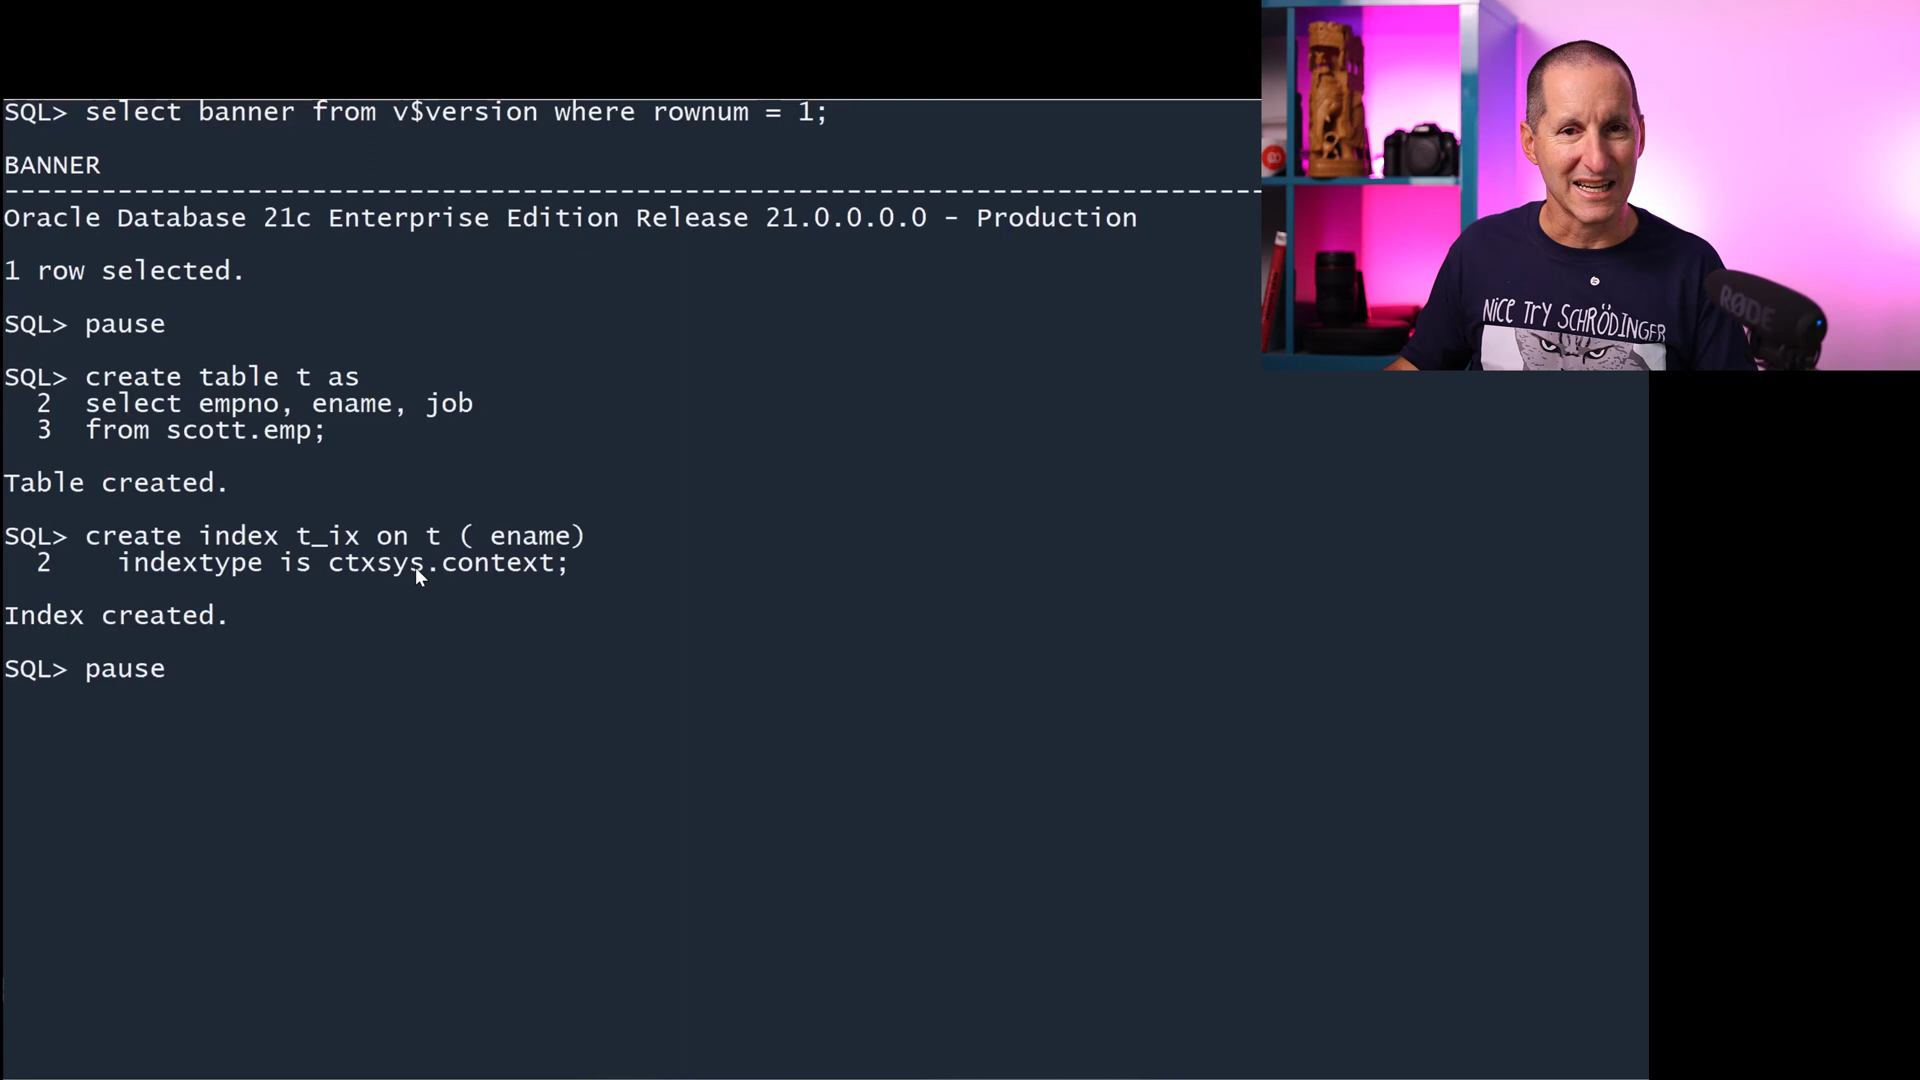 SQL> select banner from v$version where rownum = 1;
BANNER
--------------------------------------------------------------------------------
Oracle Database 21c Enterprise Edition Release 21.0.0.0.0 - Production
1 row selected.
SQL> pause
SQL> create table t as
2 select empno, ename, job
3 from scott.emp;
Table created.
SQL> create index t_ix on t ( ename)
2 indextype is ctxsys.context;
Index created.
SQL> pause
NICE TRY SCHRÖDINGER
RØDE